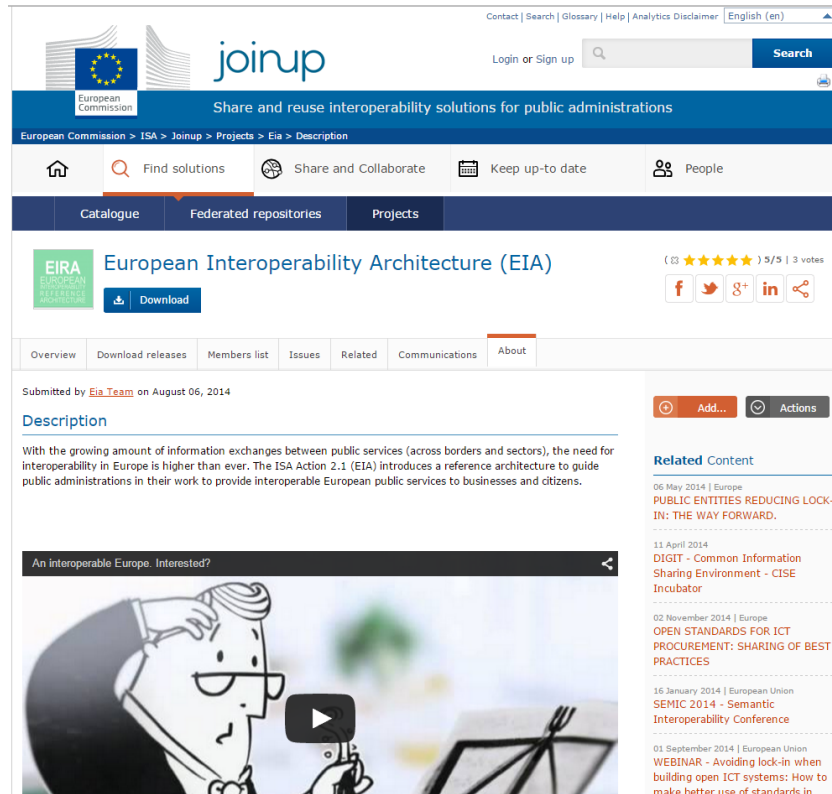 Contact | Search | Glossary | Help | Analytics Disclaimer English (en)
joinup
Login or Sign up
Search
European
Commission
Share and reuse interoperability solutions for public administrations
European Commission > ISA > Joinup > Projects > Eia > Description
Find solutions
Share and Collaborate
Keep up-to date
People
Catalogue
Federated repositories
Projects
EIRA
EUROPEAN
INTEROPERABILITY
REFERENCE
ARCHITECTURE
European Interoperability Architecture (EIA)
Download
) 5/5 | 3 votes
f
g+
in
Overview
Download releases
Members list
Issues
Related
Communications
About
Submitted by Eia Team on August 06, 2014
Description
With the growing amount of information exchanges between public services (across borders and sectors), the need for
interoperability in Europe is higher than ever. The ISA Action 2.1 (EIA) introduces a reference architecture to guide
public administrations in their work to provide interoperable European public services to businesses and citizens.
An interoperable Europe. Interested?
Add...
Actions
Related Content
06 May 2014 | Europe
PUBLIC ENTITIES REDUCING LOCK-
IN: THE WAY FORWARD.
11 April 2014
DIGIT - Common Information
Sharing Environment - CISE
Incubator
02 November 2014 | Europe
OPEN STANDARDS FOR ICT
PROCUREMENT: SHARING OF BEST
PRACTICES
16 January 2014 | European Union
SEMIC 2014 - Semantic
Interoperability Conference
01 September 2014 | European Union
WEBINAR - Avoiding lock-in when
building open ICT systems: How to
make better use of standards in